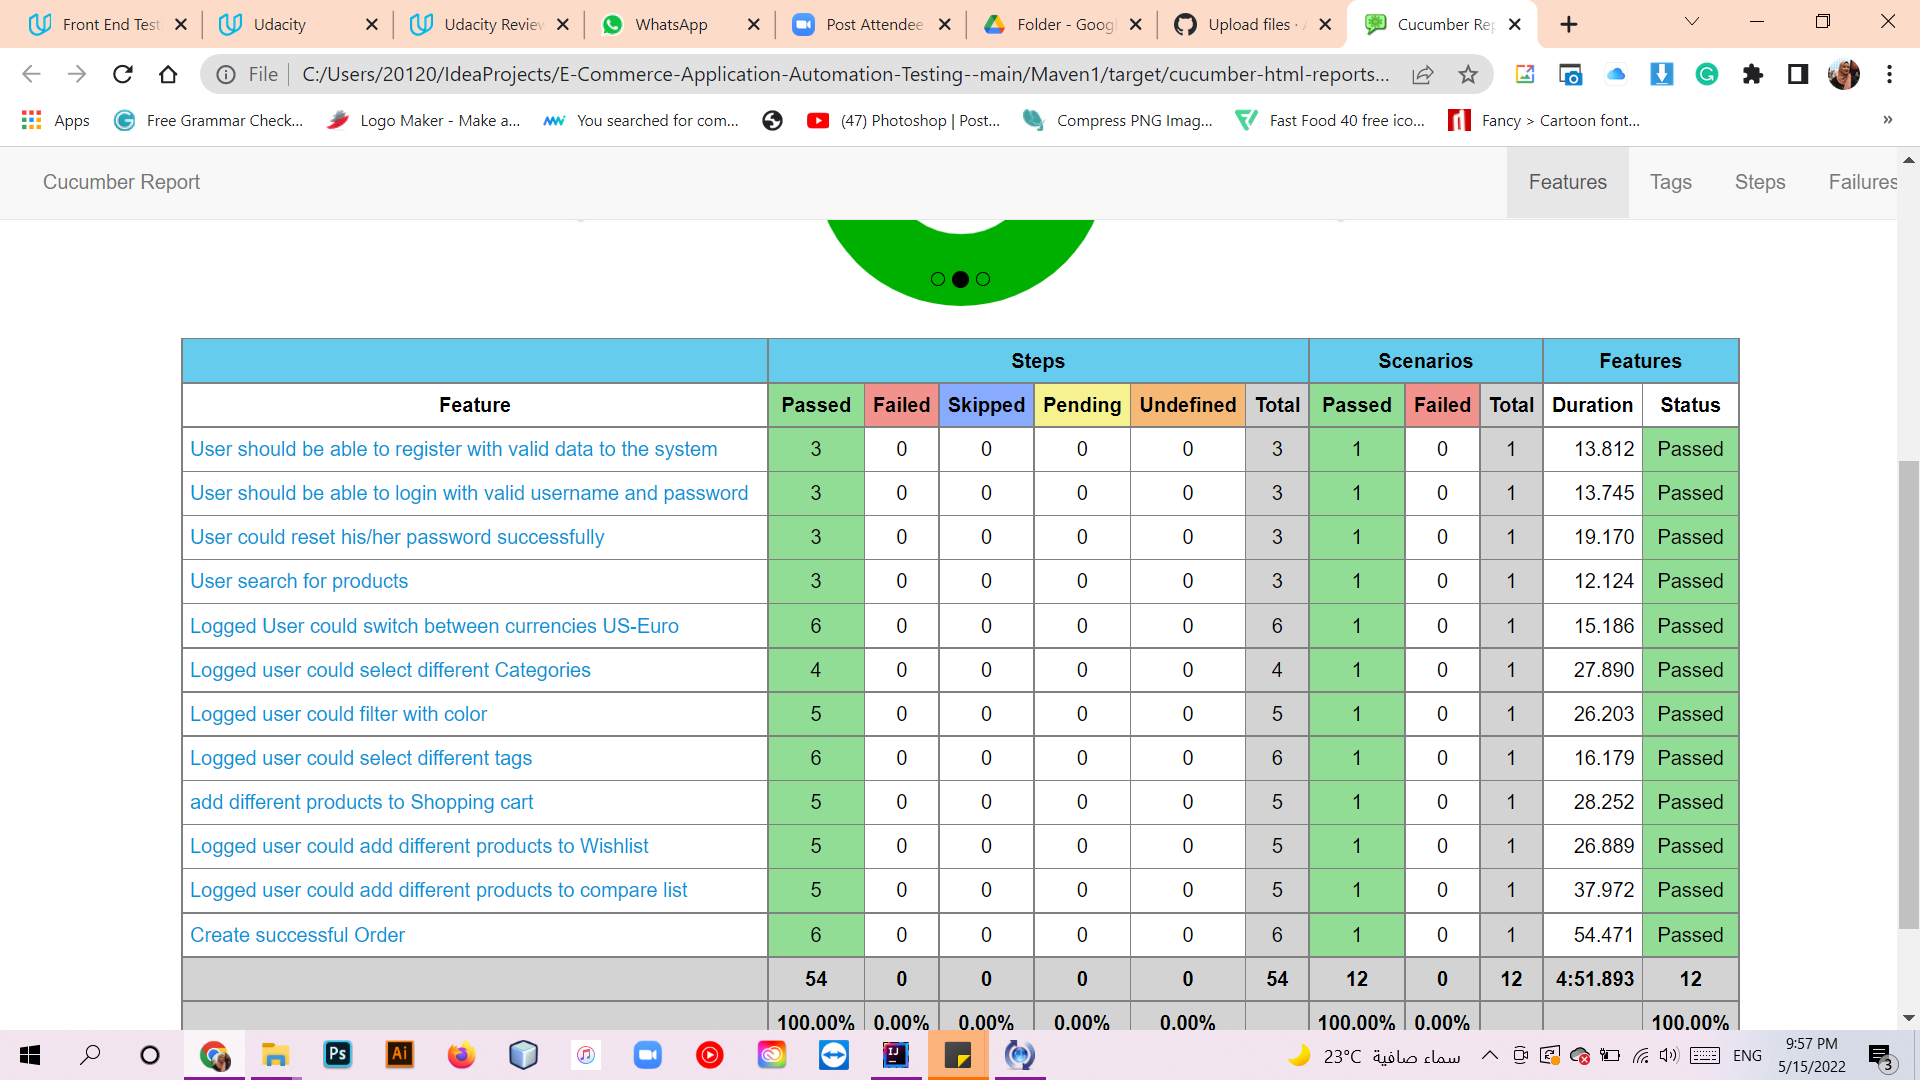 Front End Test
Udacity
Udacity Review
WhatsApp
Post Attendee
Folder - Goog
Upload files · 
Cucumber Rep
File
C:/Users/20120/IdeaProjects/E-Commerce-Application-Automation-Testing--main/Maven1/target/cucumber-html-reports...
Apps
Free Grammar Check...
Logo Maker - Make a...
You searched for com...
(47) Photoshop | Post...
Compress PNG Imag...
Fast Food 40 free ico...
Fancy > Cartoon font...
»
Cucumber Report
Features Tags Steps Failures
Steps Scenarios Features
Feature Passed Failed Skipped Pending Undefined Total Passed Failed Total Duration Status
User should be able to register with valid data to the system 3 0 0 0 0 3 1 0 1 13.812 Passed
User should be able to login with valid username and password 3 0 0 0 0 3 1 0 1 13.745 Passed
User could reset his/her password successfully 3 0 0 0 0 3 1 0 1 19.170 Passed
User search for products 3 0 0 0 0 3 1 0 1 12.124 Passed
Logged User could switch between currencies US-Euro 6 0 0 0 0 6 1 0 1 15.186 Passed
Logged user could select different Categories 4 0 0 0 0 4 1 0 1 27.890 Passed
Logged user could filter with color 5 0 0 0 0 5 1 0 1 26.203 Passed
Logged user could select different tags 6 0 0 0 0 6 1 0 1 16.179 Passed
add different products to Shopping cart 5 0 0 0 0 5 1 0 1 28.252 Passed
Logged user could add different products to Wishlist 5 0 0 0 0 5 1 0 1 26.889 Passed
Logged user could add different products to compare list 5 0 0 0 0 5 1 0 1 37.972 Passed
Create successful Order 6 0 0 0 0 6 1 0 1 54.471 Passed
54 0 0 0 0 54 12 0 12 4:51.893 12
100.00% 0.00% 0.00% 0.00% 0.00% 100.00% 0.00% 100.00%
Ps
Ai
IJ
23°C سماء صافية
ENG
9:57 PM
5/15/2022
3